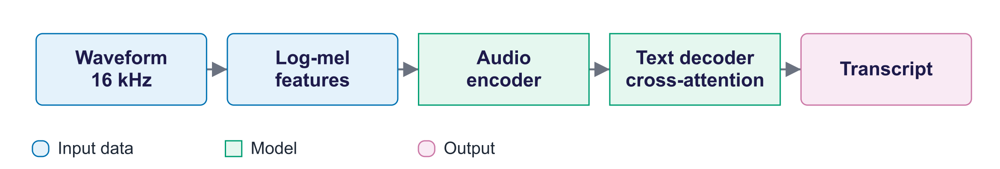 Waveform
16 kHz
Log-mel
features
Audio
encoder
Text decoder
cross-attention
Transcript
Input data
Model
Output